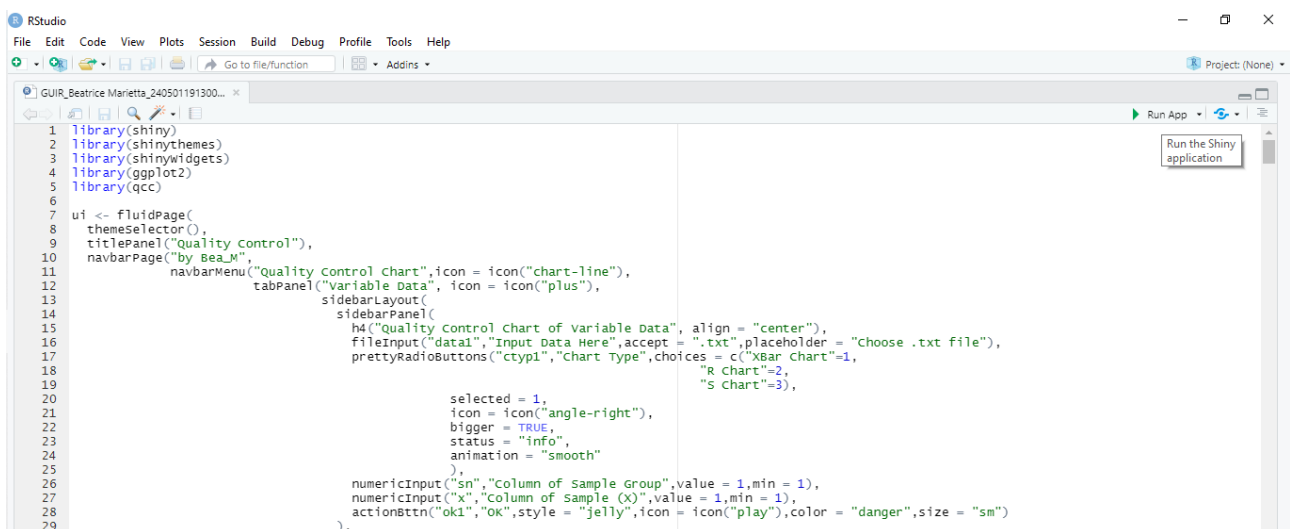 RStudio
File Edit Code View Plots Session Build Debug Profile Tools Help
Go to file/function Addins Project: (None)
GUIR_Beatrice Marietta_240501191300...
Run App
Run the Shiny
application
1 library(shiny)
2 library(shinythemes)
3 library(shinyWidgets)
4 library(ggplot2)
5 library(qcc)
6
7 ui <- fluidPage(
8 themeSelector(),
9 titlePanel("Quality Control"),
10 navbarPage("by Bea_M",
11 navbarMenu("Quality Control Chart",icon = icon("chart-line"),
12 tabPanel("Variable Data", icon = icon("plus"),
13 sidebarLayout(
14 sidebarPanel(
15 h4("Quality Control Chart of Variable Data", align = "center"),
16 fileInput("data1","Input Data Here",accept = ".txt",placeholder = "Choose .txt file"),
17 prettyRadioButtons("ctyp1","Chart Type",choices = c("XBar Chart"=1,
18 "R Chart"=2,
19 "S Chart"=3),
20 selected = 1,
21 icon = icon("angle-right"),
22 bigger = TRUE,
23 status = "info",
24 animation = "smooth"
25 ),
26 numericInput("sn","Column of Sample Group",value = 1,min = 1),
27 numericInput("x","Column of Sample (X)",value = 1,min = 1),
28 actionBttn("ok1","OK",style = "jelly",icon = icon("play"),color = "danger",size = "sm")
29 ),